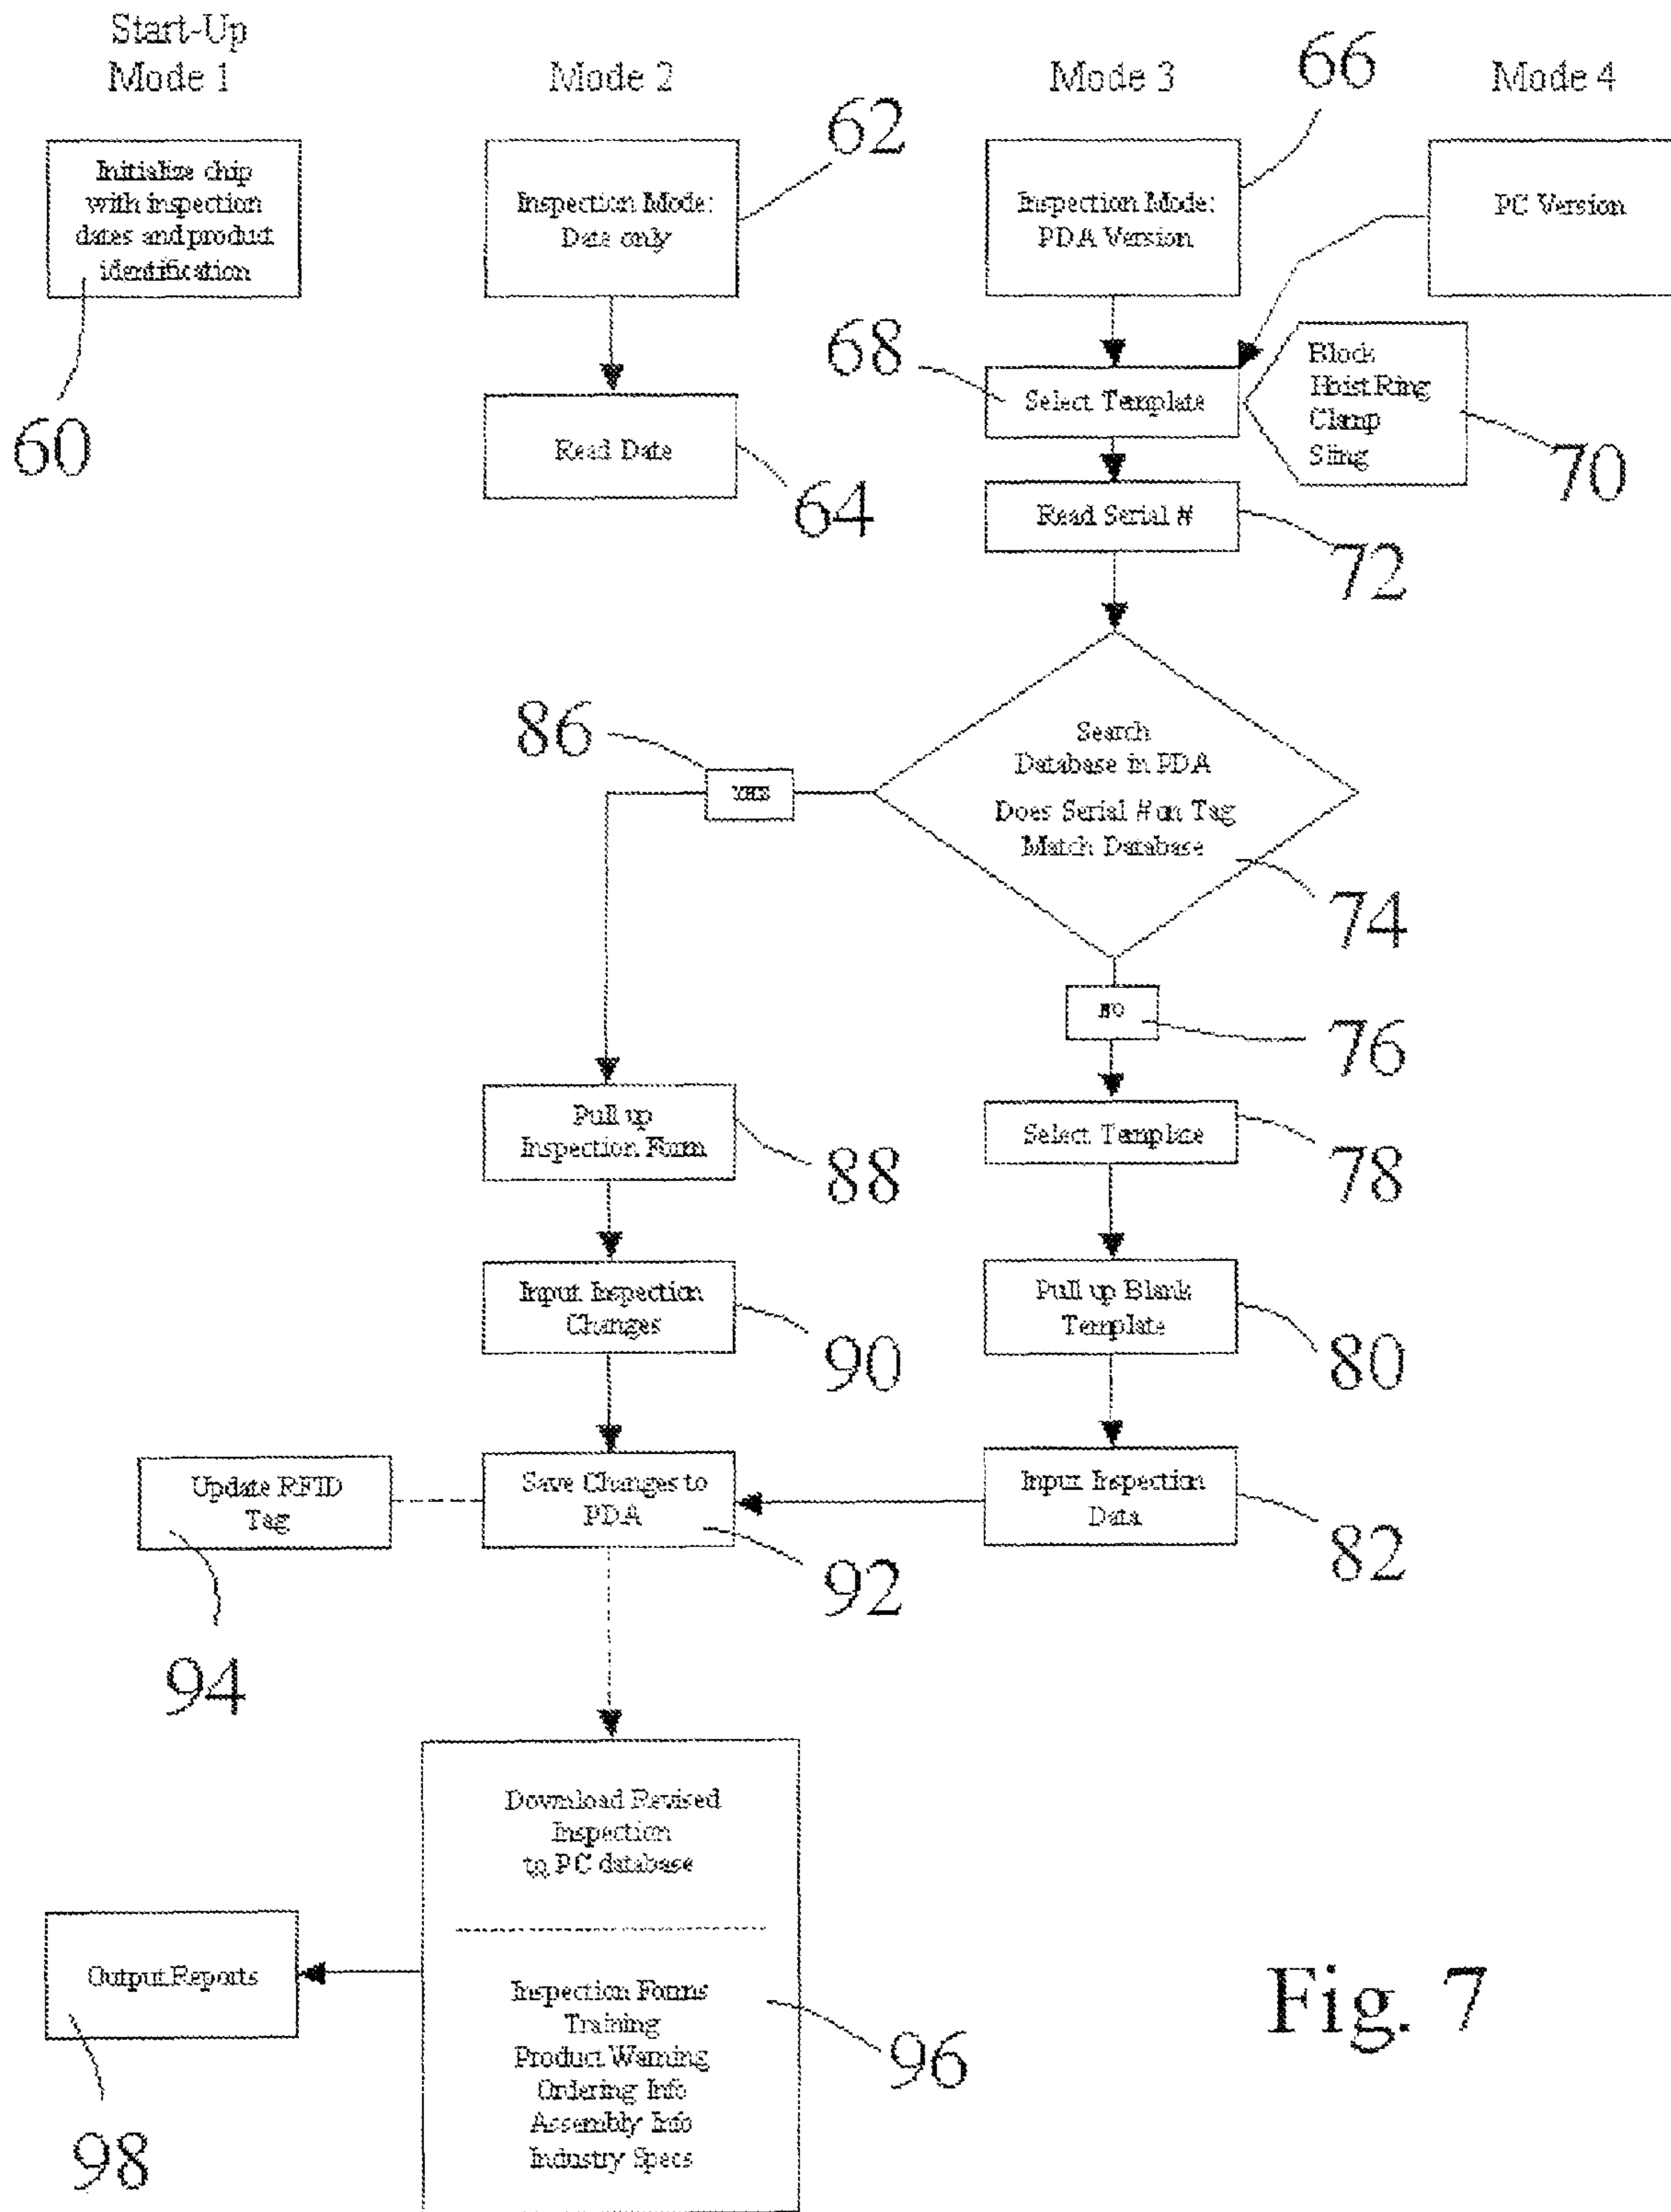 Start-Up
Mode 1
Mode 2
Mode 3
66
Mode 4
Initialize chip
with inspection
dates and product
identification
60
Inspection Mode:
Date only
62
Inspection Mode:
PDA Version
PC Version
68
Select Template
Block
Hoist Ring
Clamp
Sling
70
Read Date
64
Read Serial #
72
86
YES
Search
Database in PDA
Does Serial # on Tag
Match Database
74
NO
76
Pull up
Inspection Form
88
Select Template
78
Input Inspection
Changes
90
Pull up Blank
Template
80
Update RFID
Tag
94
Save Changes to
PDA
92
Input Inspection
Data
82
Download Revised
Inspection
to PC database
Output Reports
98
Inspection Forms
Training
Product Warning
Ordering Info
Assembly Info
Industry Specs
96
Fig. 7